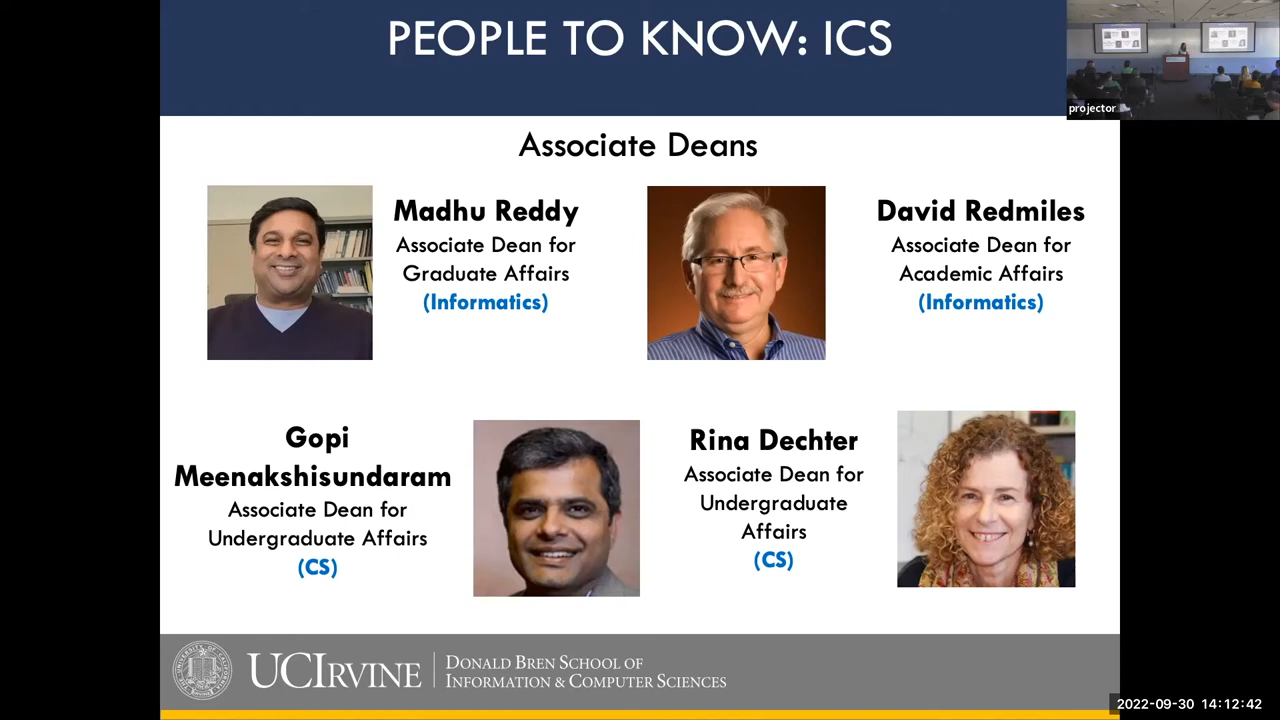 PEOPLE TO KNOW: ICS
projector
Associate Deans
Madhu Reddy
Associate Dean for
Graduate Affairs
(Informatics)
David Redmiles
Associate Dean for
Academic Affairs
(Informatics)
Gopi
Meenakshisundaram
Associate Dean for
Undergraduate Affairs
(CS)
Rina Dechter
Associate Dean for
Undergraduate
Affairs
(CS)
UCIRVINE
DONALD BREN SCHOOL OF
INFORMATION & COMPUTER SCIENCES
2022-09-30 14:12:42